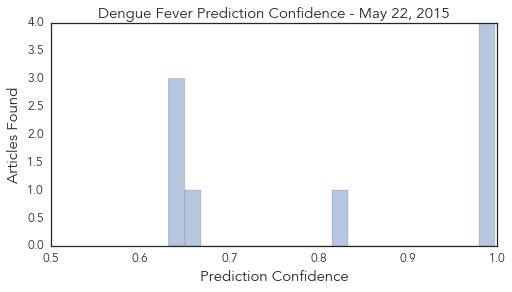 Dengue Fever Prediction Confidence - May 22, 2015
4.0
3.5
3.0
2.5
2.0
1.5
1.0
0.5
0.0
Articles Found
0.5 0.6 0.7 0.8 0.9 1.0
Prediction Confidence